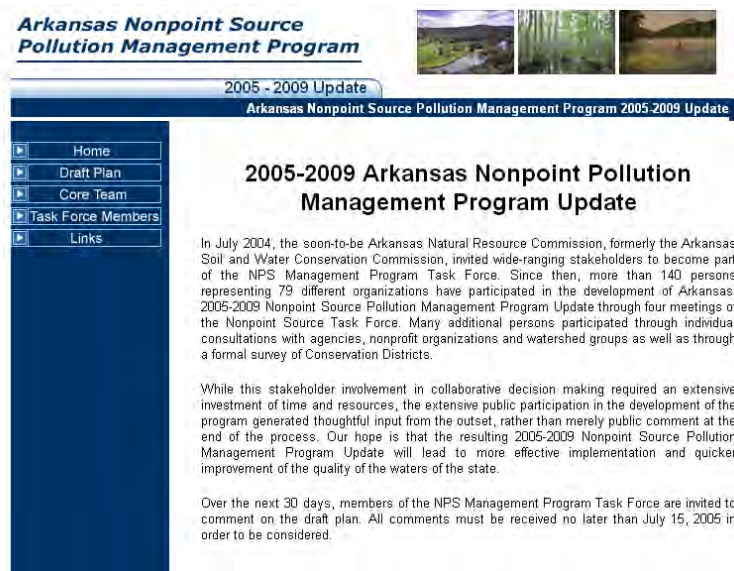 Arkansas Nonpoint Source
Pollution Management Program
2005 - 2009 Update
Arkansas Nonpoint Source Pollution Management Program 2005-2009 Update
Home
Draft Plan
Core Team
Task Force Members
Links
2005-2009 Arkansas Nonpoint Pollution
Management Program Update
In July 2004, the soon-to-be Arkansas Natural Resource Commission, formerly the Arkansas
Soil and Water Conservation Commission, invited wide-ranging stakeholders to become part
of the NPS Management Program Task Force. Since then, more than 140 persons
representing 79 different organizations have participated in the development of Arkansas
2005-2009 Nonpoint Source Pollution Management Program Update through four meetings of
the Nonpoint Source Task Force. Many additional persons participated through individual
consultations with agencies, nonprofit organizations and watershed groups as well as through
a formal survey of Conservation Districts.
While this stakeholder involvement in collaborative decision making required an extensive
investment of time and resources, the extensive public participation in the development of the
program generated thoughtful input from the outset, rather than merely public comment at the
end of the process. Our hope is that the resulting 2005-2009 Nonpoint Source Pollution
Management Program Update will lead to more effective implementation and quicker
improvement of the quality of the waters of the state.
Over the next 30 days, members of the NPS Management Program Task Force are invited to
comment on the draft plan. All comments must be received no later than July 15, 2005 in
order to be considered.